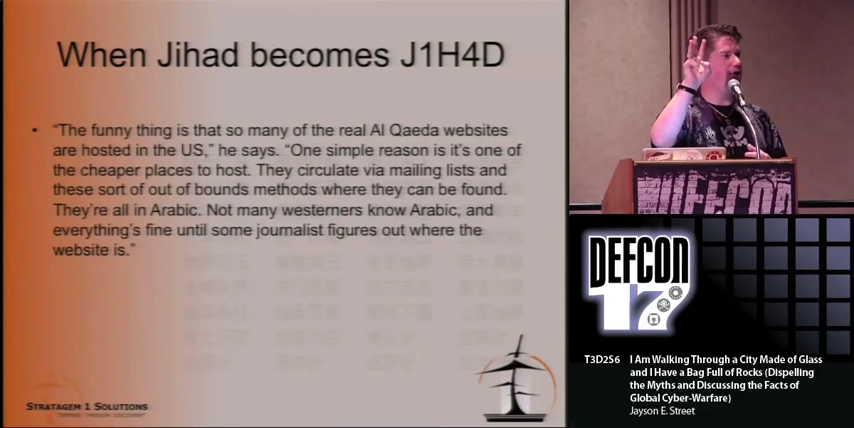 When Jihad becomes J1H4D
• “The funny thing is that so many of the real Al Qaeda websites
are hosted in the US,” he says. “One simple reason is it’s one of
the cheaper places to host. They circulate via mailing lists and
these sort of out of bounds methods where they can be found.
They’re all in Arabic. Not many westerners know Arabic, and
everything’s fine until some journalist figures out where the
website is.”
STRATAGEM 1 SOLUTIONS
DEFCON
DEFCON
17
T3D2S6
I Am Walking Through a City Made of Glass
and I Have a Bag Full of Rocks (Dispelling
the Myths and Discussing the Facts of
Global Cyber-Warfare)
Jayson E. Street